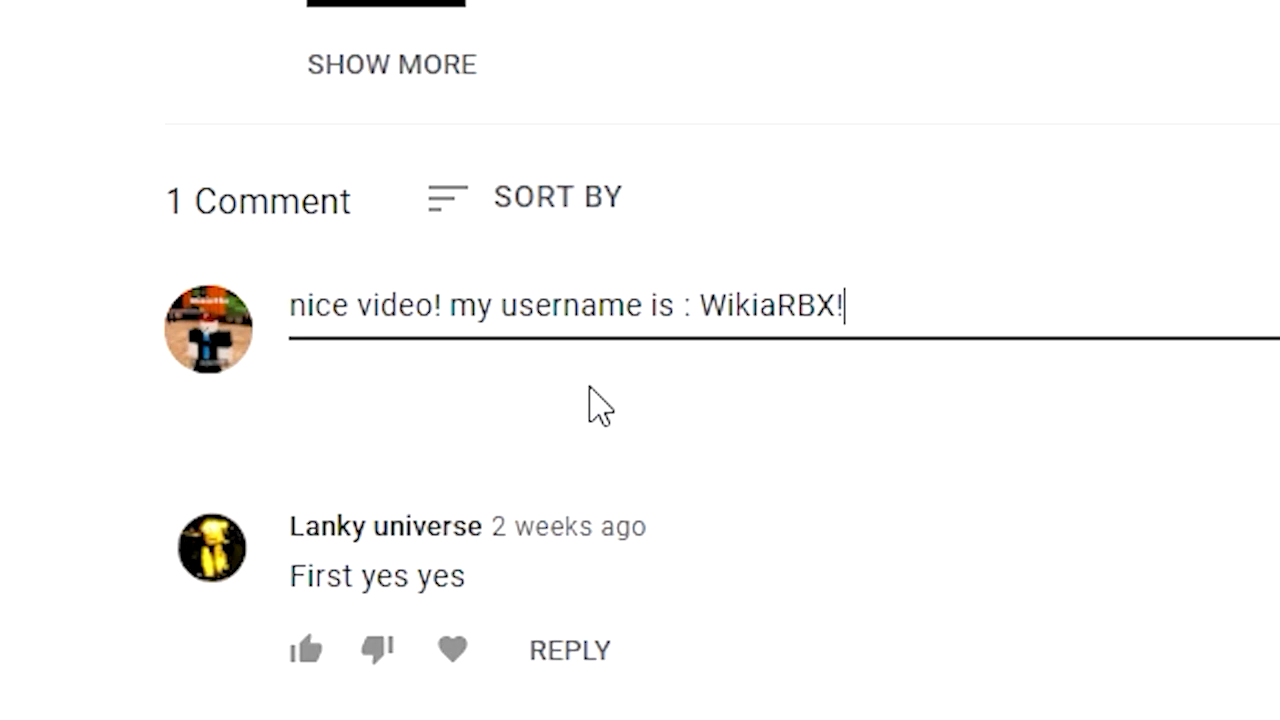 SHOW MORE
1 Comment
SORT BY
nice video! my username is : WikiaRBX!
Lanky universe 2 weeks ago
First yes yes
REPLY